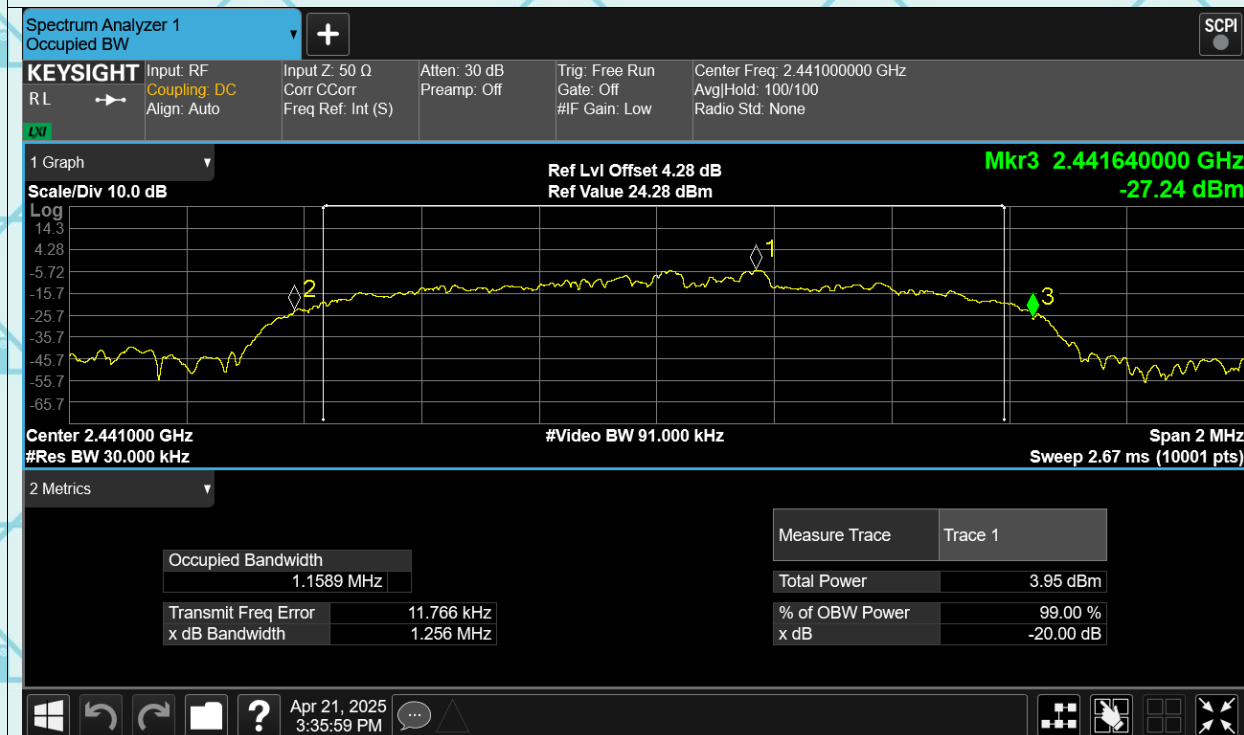 Spectrum Analyzer 1
Occupied BW
+
SCPI
KEYSIGHT
R L
LXI
Input: RF
Coupling: DC
Align: Auto
Input Z: 50 Ω
Corr CCorr
Freq Ref: Int (S)
Atten: 30 dB
Preamp: Off
Trig: Free Run
Gate: Off
#IF Gain: Low
Center Freq: 2.441000000 GHz
Avg|Hold: 100/100
Radio Std: None
1 Graph
Scale/Div 10.0 dB
Ref Lvl Offset 4.28 dB
Ref Value 24.28 dBm
Mkr3 2.441640000 GHz
-27.24 dBm
Log
14.3
4.28
-5.72
-15.7
-25.7
-35.7
-45.7
-55.7
-65.7
1
2
3
Center 2.441000 GHz
#Video BW 91.000 kHz
Span 2 MHz
#Res BW 30.000 kHz
Sweep 2.67 ms (10001 pts)
2 Metrics
Occupied Bandwidth
1.1589 MHz
Transmit Freq Error 11.766 kHz
x dB Bandwidth 1.256 MHz
Measure Trace Trace 1
Total Power 3.95 dBm
% of OBW Power 99.00 %
x dB -20.00 dB
?
Apr 21, 2025
3:35:59 PM